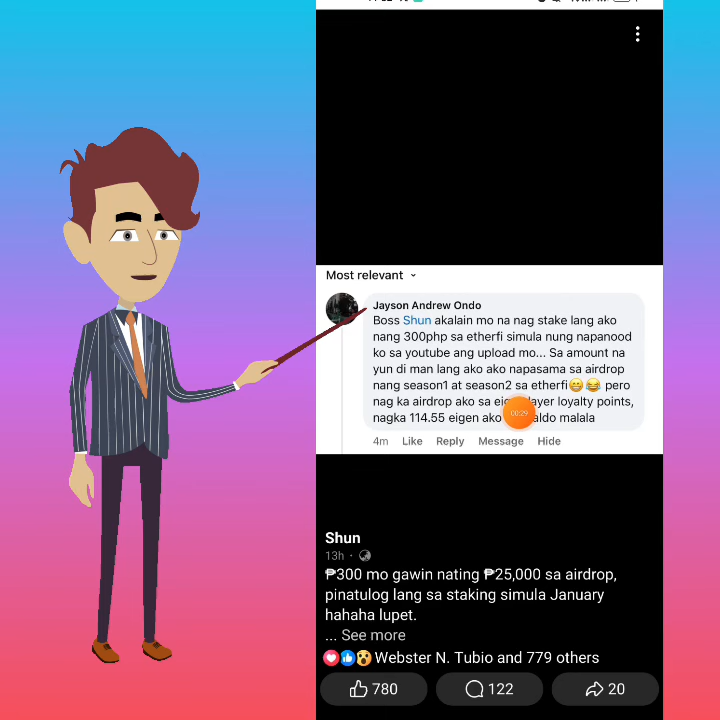 Most relevant
Jayson Andrew Ondo
Boss Shun akalain mo na nag stake lang ako
nang 300php sa etherfi simula nung napanood
ko sa youtube ang upload mo... Sa amount na
yun di man lang ako ako napasama sa airdrop
nang season1 at season2 sa etherfi😁😂 pero
nag ka airdrop ako sa loyalty points,
nagka 114.55 eigen ako malala
4m Like Reply Message Hide
00:29
Shun
13h ·
₱300 mo gawin nating ₱25,000 sa airdrop,
pinatulog lang sa staking simula January
hahaha lupet.
... See more
Webster N. Tubio and 779 others
780 122 20